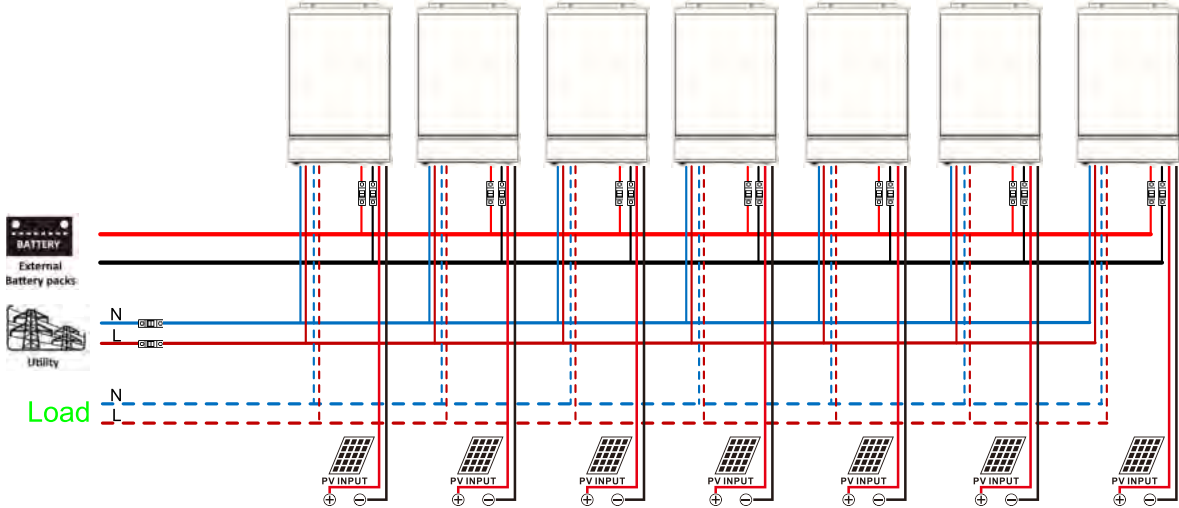 BATTERY
External
Battery packs
N
L
Utility
N
Load
L
PV INPUT
PV INPUT
PV INPUT
PV INPUT
PV INPUT
PV INPUT
PV INPUT